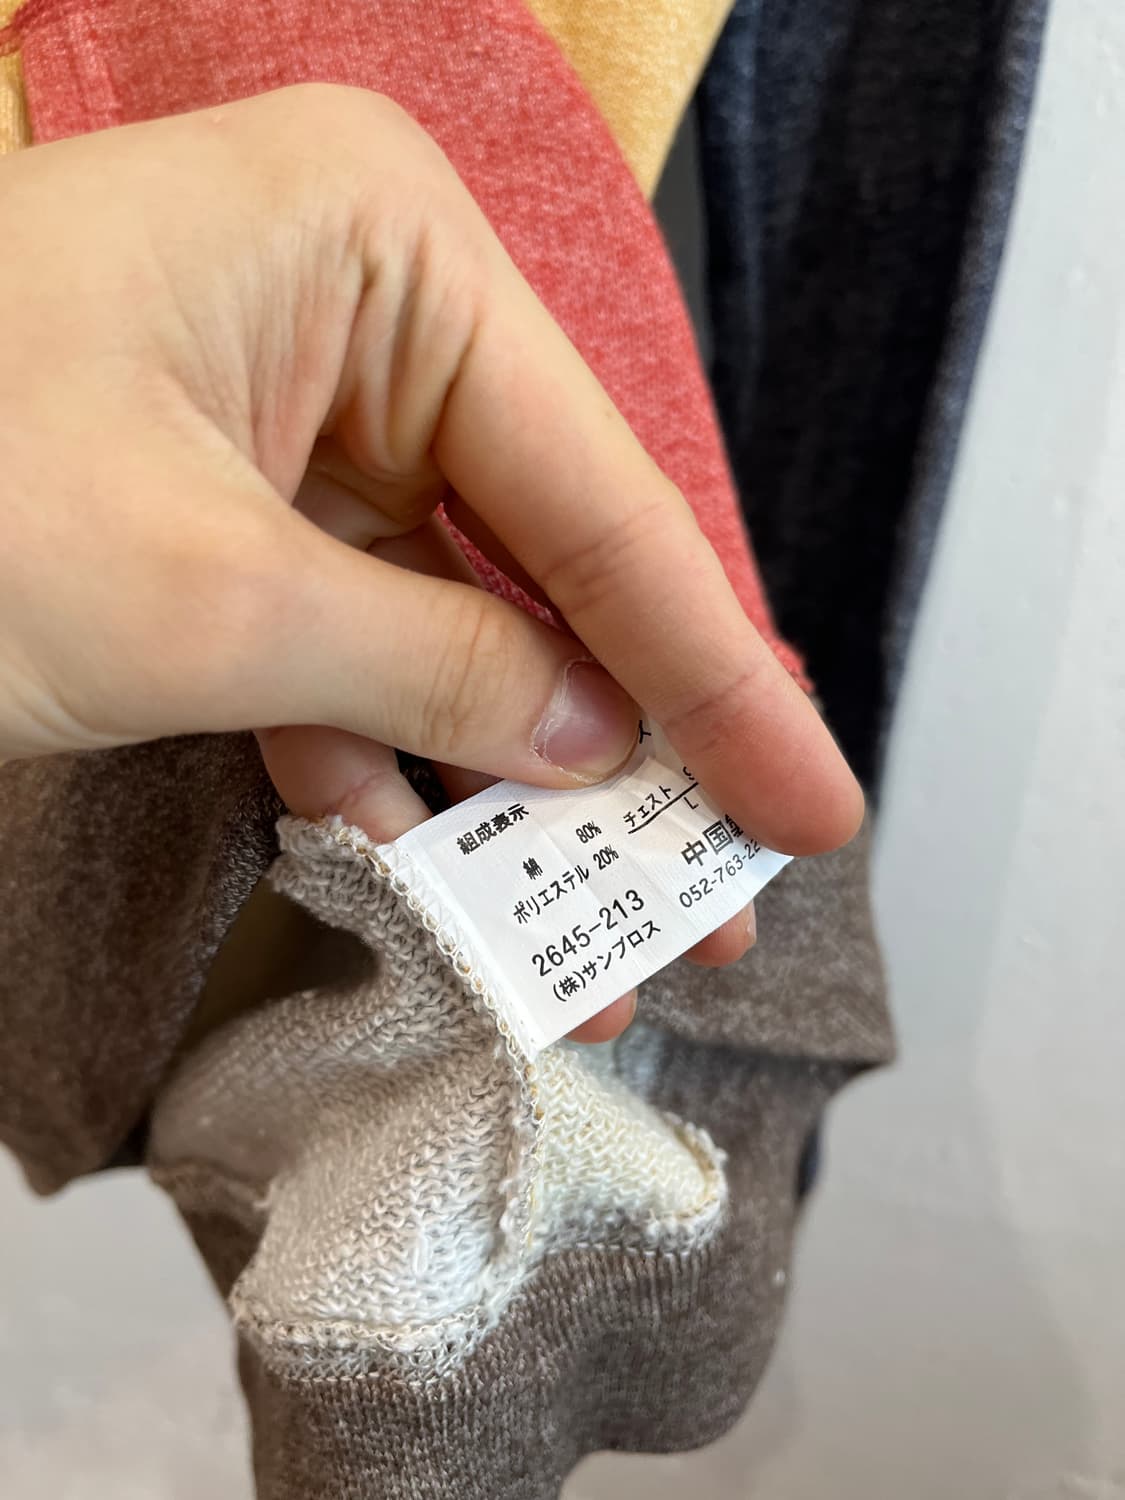 組成表示
綿 80%
ポリエステル 20%
2645-213
(株)サンブロス
チェスト
L
中国
052-763-22